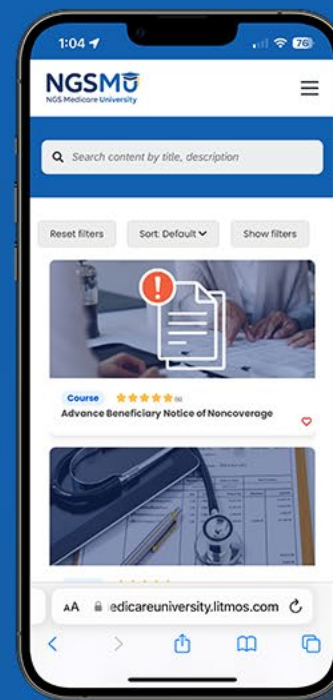 1:04
76
NGSMU
NGS Medicare University
Search content by title, description
Reset filters
Sort: Default
Show filters
!
Course
Advance Beneficiary Notice of Noncoverage
AA edicareuniversity.litmos.com